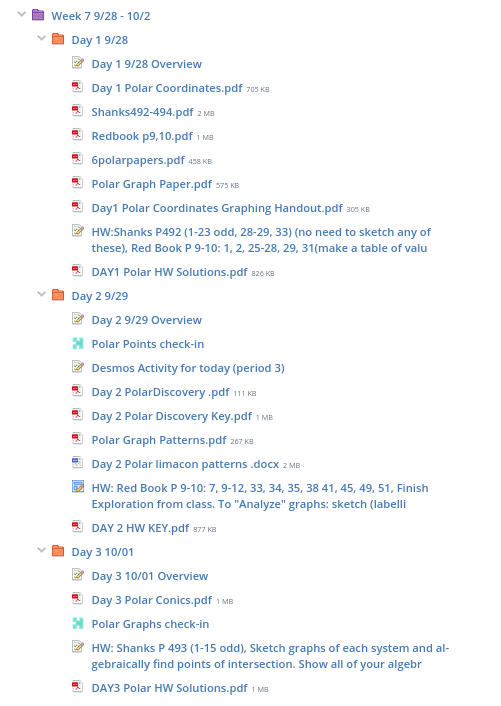 Week 7 9/28 - 10/2
Day 1 9/28
Day 1 9/28 Overview
Day 1 Polar Coordinates.pdf 705 KB
Shanks492-494.pdf 2 MB
Redbook p9,10.pdf 1 MB
6polarpapers.pdf 458 KB
Polar Graph Paper.pdf 575 KB
Day1 Polar Coordinates Graphing Handout.pdf 305 KB
HW:Shanks P492 (1-23 odd, 28-29, 33) (no need to sketch any of
these), Red Book P 9-10: 1, 2, 25-28, 29, 31(make a table of valu
DAY1 Polar HW Solutions.pdf 826 KB
Day 2 9/29
Day 2 9/29 Overview
Polar Points check-in
Desmos Activity for today (period 3)
Day 2 PolarDiscovery .pdf 111 KB
Day 2 Polar Discovery Key.pdf 1 MB
Polar Graph Patterns.pdf 267 KB
Day 2 Polar limacon patterns .docx 2 MB
HW: Red Book P 9-10: 7, 9-12, 33, 34, 35, 38 41, 45, 49, 51, Finish
Exploration from class. To "Analyze" graphs: sketch (labelli
DAY 2 HW KEY.pdf 877 KB
Day 3 10/01
Day 3 10/01 Overview
Day 3 Polar Conics.pdf 1 MB
Polar Graphs check-in
HW: Shanks P 493 (1-15 odd), Sketch graphs of each system and al-
gebraically find points of intersection. Show all of your algebr
DAY3 Polar HW Solutions.pdf 1 MB